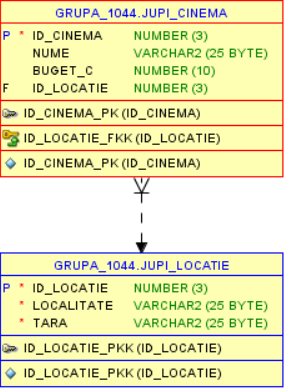 GRUPA_1044.JUPI_CINEMA
P * ID_CINEMA NUMBER (3)
NUME VARCHAR2 (25 BYTE)
BUGET_C NUMBER (10)
F ID_LOCATIE NUMBER (3)
ID_CINEMA_PK (ID_CINEMA)
ID_LOCATIE_FKK (ID_LOCATIE)
ID_CINEMA_PK (ID_CINEMA)
GRUPA_1044.JUPI_LOCATIE
P * ID_LOCATIE NUMBER (3)
* LOCALITATE VARCHAR2 (25 BYTE)
* TARA VARCHAR2 (25 BYTE)
ID_LOCATIE_PKK (ID_LOCATIE)
ID_LOCATIE_PKK (ID_LOCATIE)